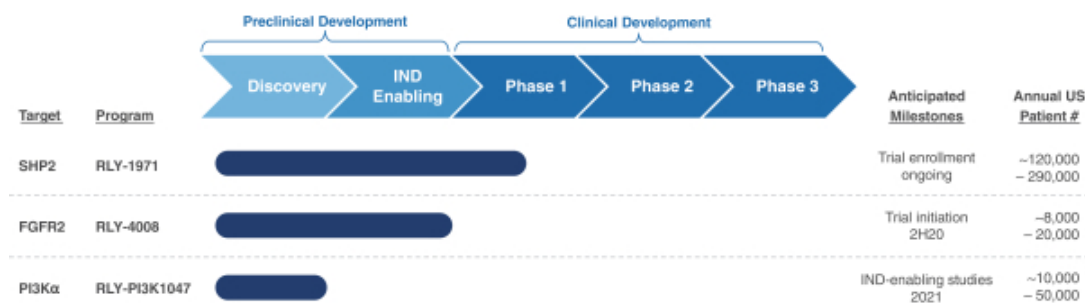 Preclinical Development
Clinical Development
Discovery
IND
Enabling
Phase 1
Phase 2
Phase 3
Target
Program
Anticipated
Milestones
Annual US
Patient #
SHP2
RLY-1971
Trial enrollment
ongoing
~120,000
– 290,000
FGFR2
RLY-4008
Trial initiation
2H20
~8,000
– 20,000
PI3Kα
RLY-PI3K1047
IND-enabling studies
2021
~10,000
– 50,000